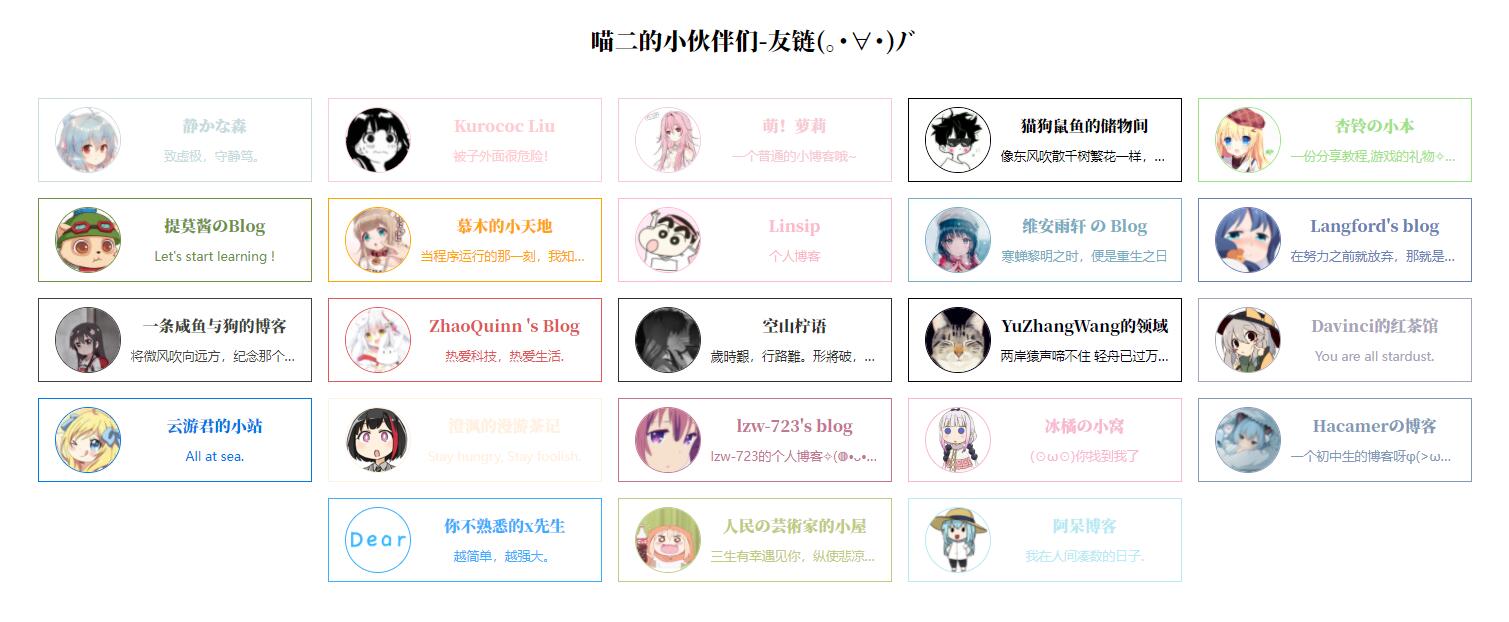 喵二的小伙伴们-友链(。･∀･)ﾉﾞ
静かな森
致虚极，守静笃。
Kurococ Liu
被子外面很危险！
萌！萝莉
一个普通的小博客哦~
猫狗鼠鱼的储物间
像东风吹散千树繁花一样，...
杏铃の小本
一份分享教程,游戏的礼物✧...
提莫酱のBlog
Let's start learning !
慕木的小天地
当程序运行的那一刻，我知...
Linsip
个人博客
维安雨轩 の Blog
寒蝉黎明之时，便是重生之日
Langford's blog
在努力之前就放弃，那就是...
一条咸鱼与狗的博客
将微风吹向远方，纪念那个...
ZhaoQuinn 's Blog
热爱科技，热爱生活.
空山柠语
歲時艱，行路難。形將破，...
YuZhangWang的领域
两岸猿声啼不住 轻舟已过万...
Davinci的红茶馆
You are all stardust.
云游君的小站
All at sea.
澄沨的漫游茶记
Stay hungry, Stay foolish.
lzw-723's blog
lzw-723的个人博客✧(◍•ᴗ•...
冰橘の小窝
(⊙ω⊙)你找到我了
Hacamerの博客
一个初中生的博客呀φ(>ω...
Dear
你不熟悉的x先生
越简单，越强大。
人民の芸術家的小屋
三生有幸遇见你，纵使悲凉...
阿呆博客
我在人间凑数的日子.